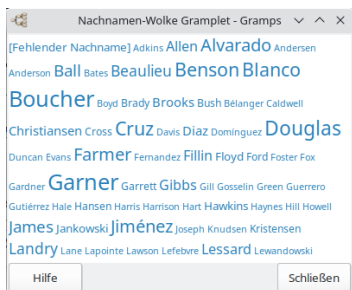 Nachnamen-Wolke Gramplet - Gramps
[Fehlender Nachname] Adkins Allen Alvarado Andersen
Anderson Ball Bates Beaulieu Benson Blanco
Boucher Boyd Brady Brooks Bush Bélanger Caldwell
Christiansen Cross Cruz Davis Diaz Domínguez Douglas
Duncan Evans Farmer Fernandez Fillin Floyd Ford Foster Fox
Gardner Garner Garrett Gibbs Gill Gosselin Green Guerrero
Gutiérrez Hale Hansen Harris Harrison Hart Hawkins Haynes Hill Howell
James Jankowski Jiménez Joseph Knudsen Kristensen
Landry Lane Lapointe Lawson Lefebvre Lessard Lewandowski
Hilfe Schließen